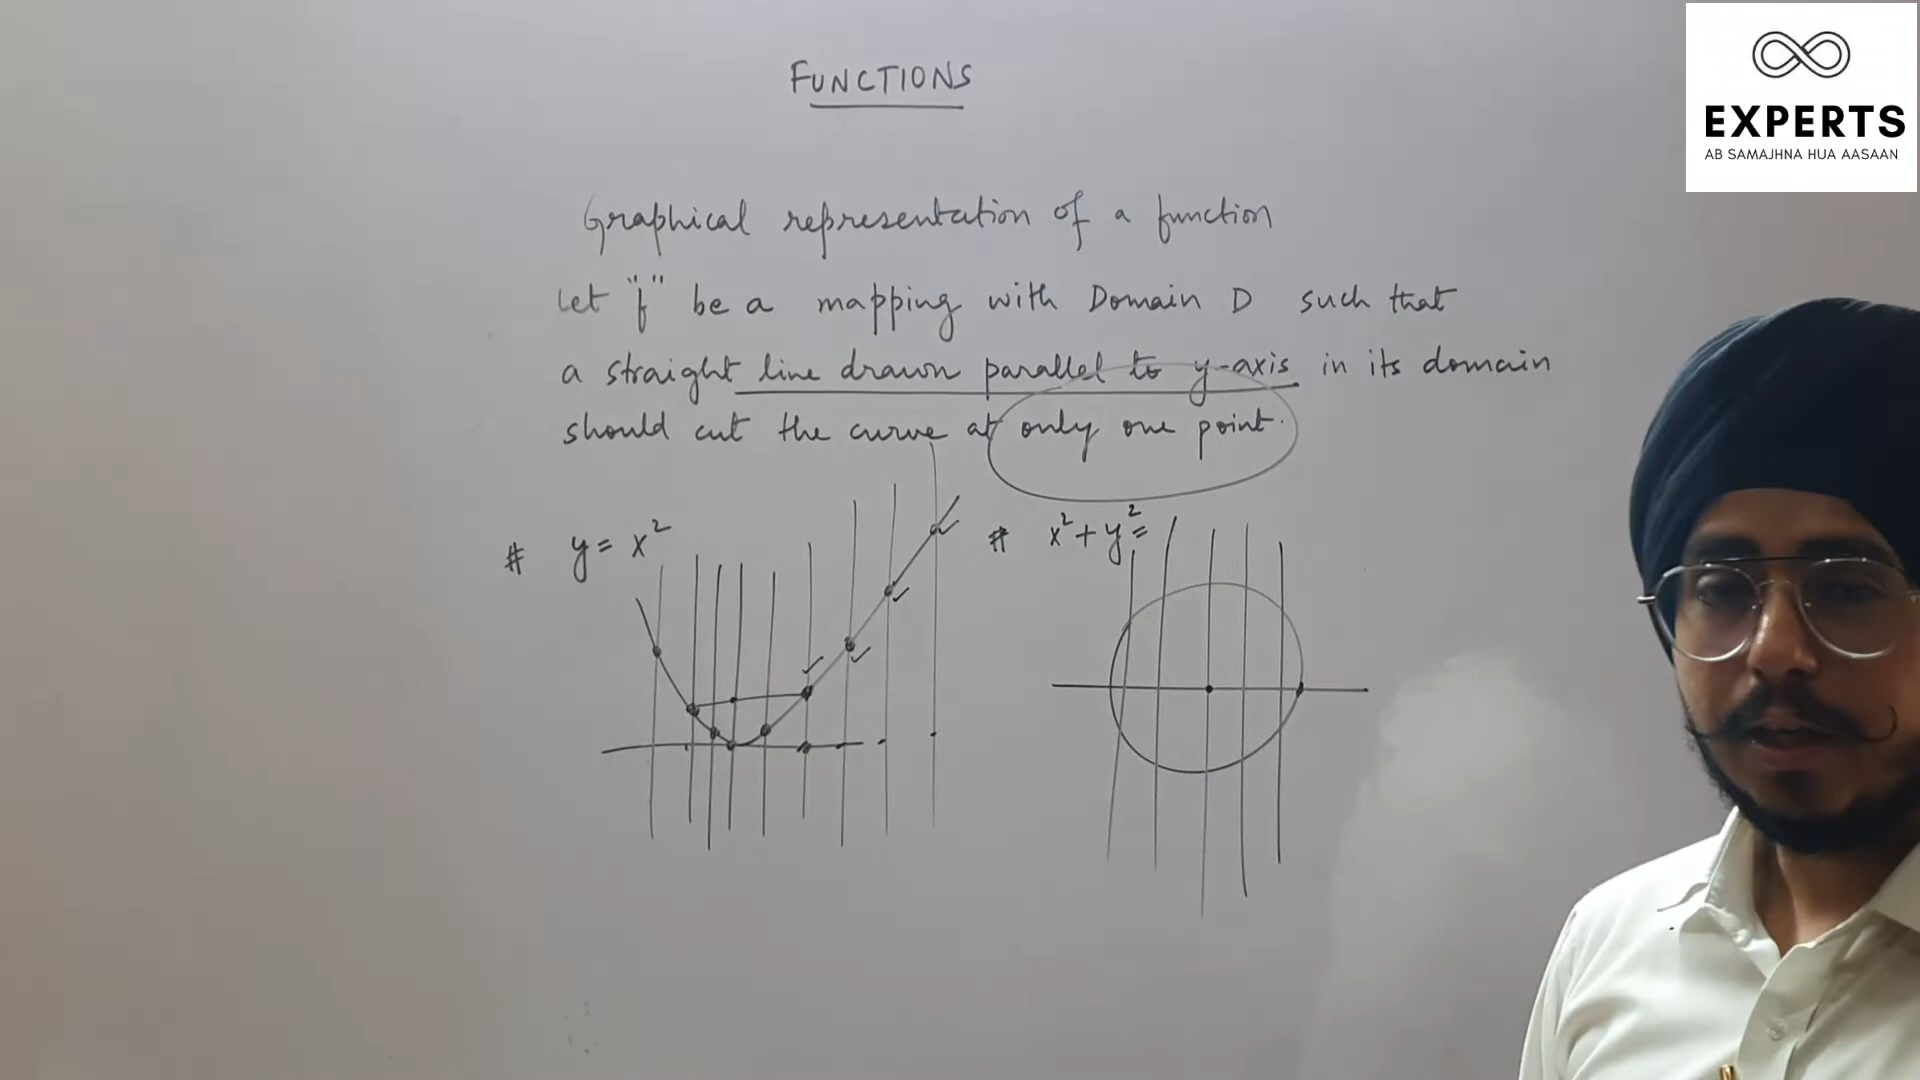 FUNCTIONS
EXPERTS
AB SAMAJHNA HUA AASAAN
Graphical representation of a function
Let "f" be a mapping with Domain D such that
a straight line drawn parallel to y-axis in its domain
should cut the curve at only one point.
# y = x²
# x² + y² =